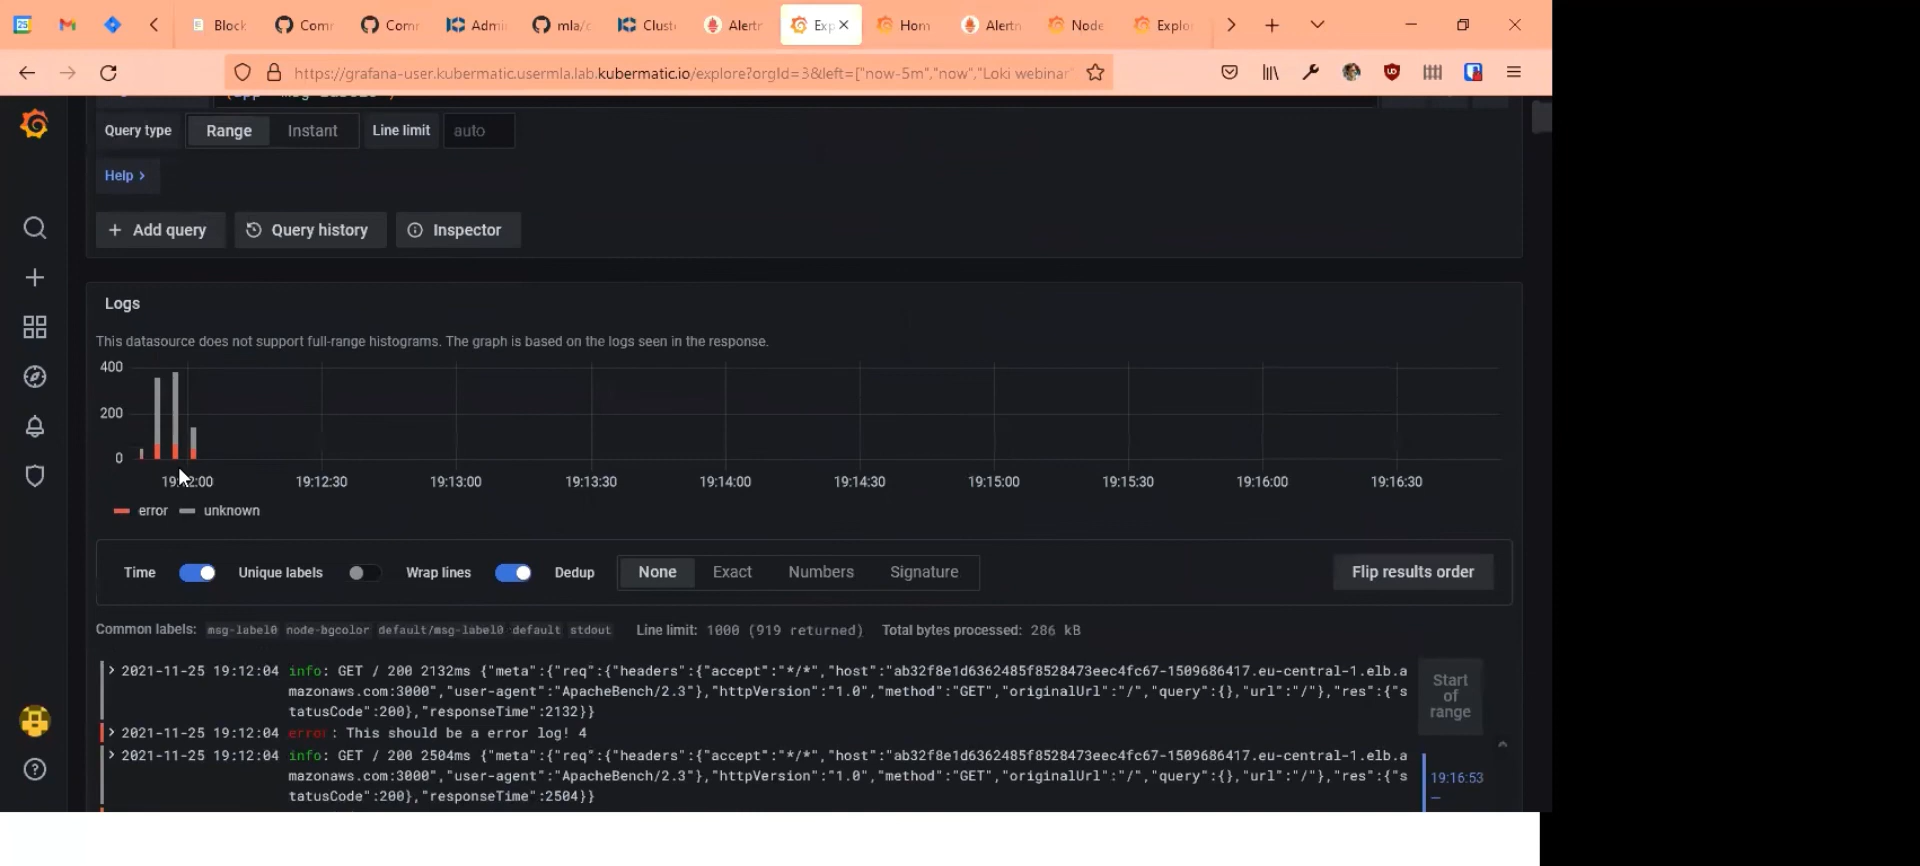 Block
Com
Com
Admi
mla/c
Clust
Alertr
Exp
Hom
Alertn
Node
Explo
https://grafana-user.kubermatic.usermla.lab.kubermatic.io/explore?orgId=3&left=["now-5m","now","Loki webinar"
Query type Range Instant Line limit auto
Help >
+ Add query Query history Inspector
Logs
This datasource does not support full-range histograms. The graph is based on the logs seen in the response.
400
200
0
19:12:00 19:12:30 19:13:00 19:13:30 19:14:00 19:14:30 19:15:00 19:15:30 19:16:00 19:16:30
error unknown
Time Unique labels Wrap lines Dedup None Exact Numbers Signature Flip results order
Common labels: msg-label0 node-bgcolor default/msg-label0 default stdout Line limit: 1000 (919 returned) Total bytes processed: 286 kB
> 2021-11-25 19:12:04 info: GET / 200 2132ms {"meta":{"req":{"headers":{"accept":"*/*","host":"ab32f8e1d6362485f8528473eec4fc67-1509686417.eu-central-1.elb.a
mazonaws.com:3000","user-agent":"ApacheBench/2.3"},"httpVersion":"1.0","method":"GET","originalUrl":"/","query":{},"url":"/"},"res":{"s
tatusCode":200},"responseTime":2132}}
> 2021-11-25 19:12:04 error: This should be a error log! 4
> 2021-11-25 19:12:04 info: GET / 200 2504ms {"meta":{"req":{"headers":{"accept":"*/*","host":"ab32f8e1d6362485f8528473eec4fc67-1509686417.eu-central-1.elb.a
mazonaws.com:3000","user-agent":"ApacheBench/2.3"},"httpVersion":"1.0","method":"GET","originalUrl":"/","query":{},"url":"/"},"res":{"s
tatusCode":200},"responseTime":2504}}
Start
of
range
19:16:53
—